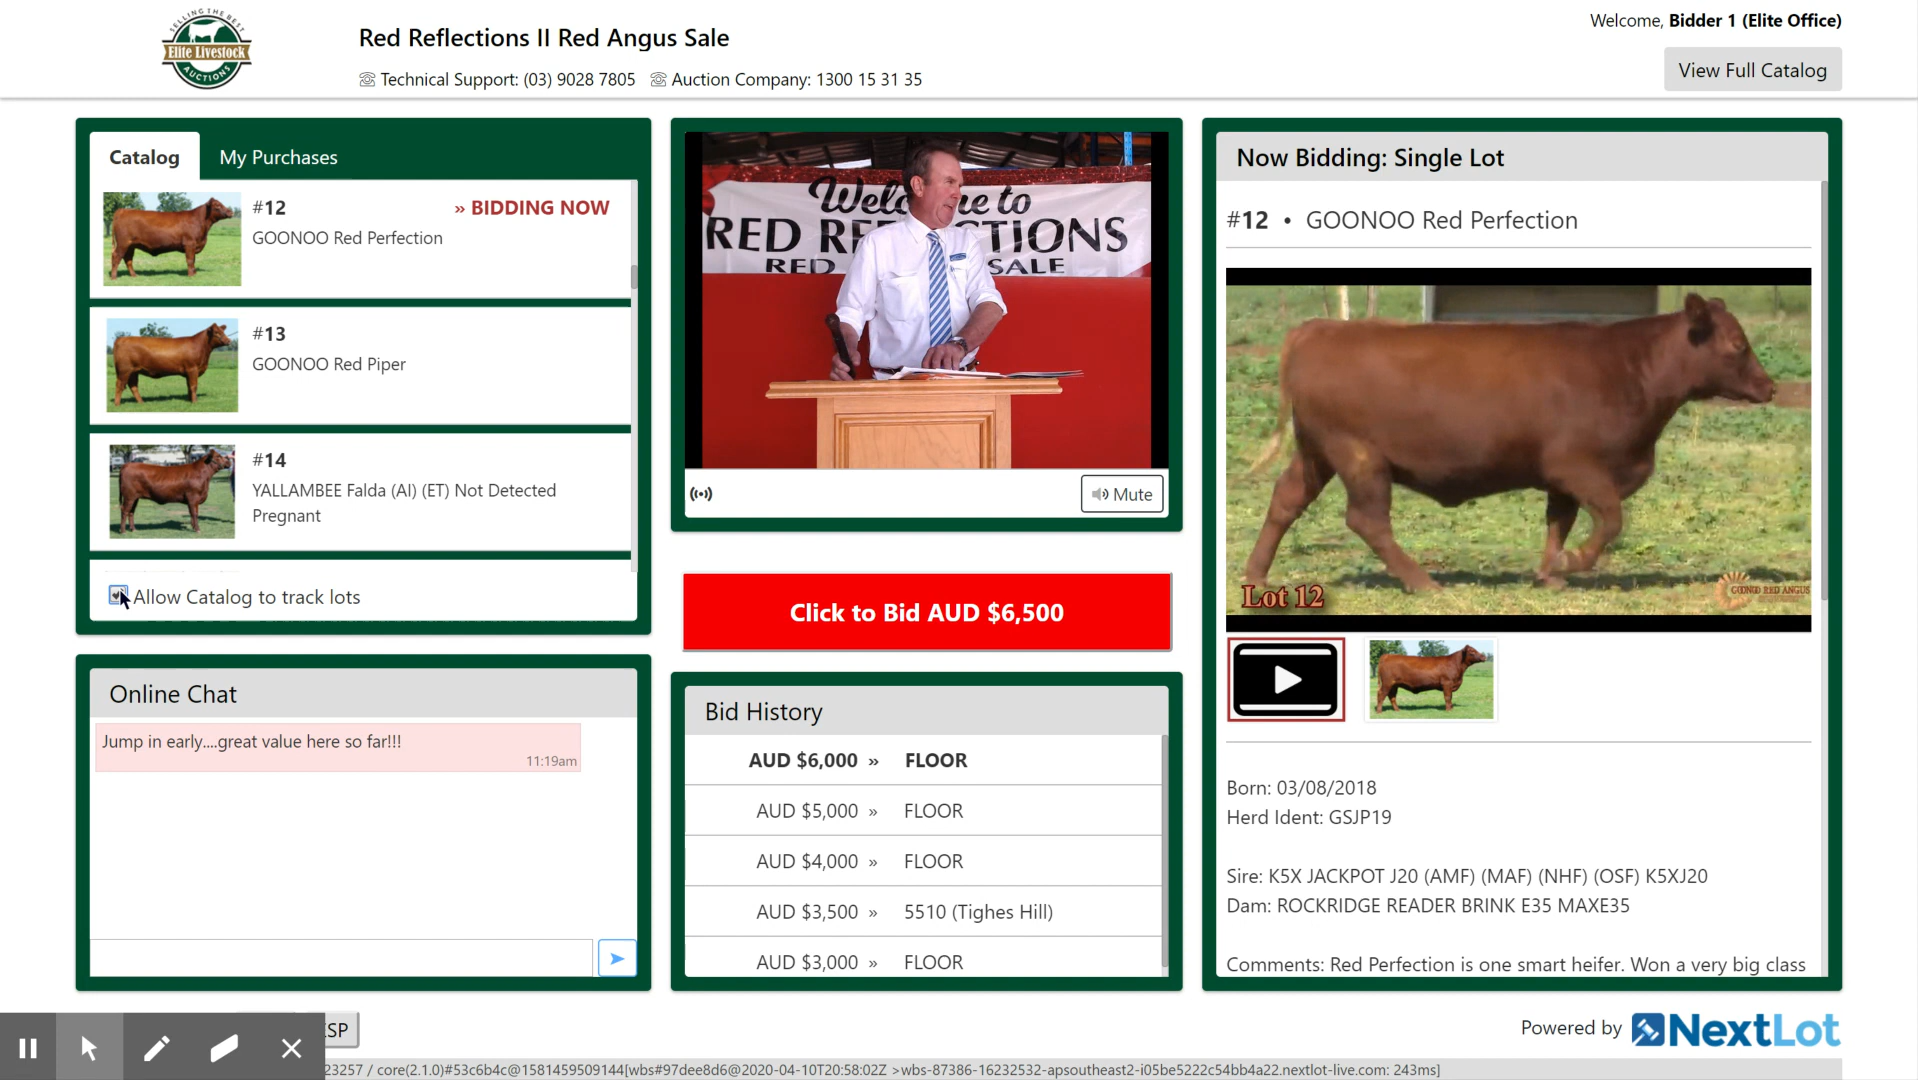 SELLING THE BEST
Elite Livestock
AUCTIONS
Red Reflections II Red Angus Sale
Technical Support: (03) 9028 7805 Auction Company: 1300 15 31 35
Welcome, Bidder 1 (Elite Office)
View Full Catalog
Catalog My Purchases
#12 » BIDDING NOW
GOONOO Red Perfection
#13
GOONOO Red Piper
#14
YALLAMBEE Falda (AI) (ET) Not Detected
Pregnant
Allow Catalog to track lots
Online Chat
Jump in early....great value here so far!!!
11:19am
Mute
Click to Bid AUD $6,500
Bid History
AUD $6,000 » FLOOR
AUD $5,000 » FLOOR
AUD $4,000 » FLOOR
AUD $3,500 » 5510 (Tighes Hill)
AUD $3,000 » FLOOR
Now Bidding: Single Lot
#12 • GOONOO Red Perfection
Lot 12
GOONOO RED ANGUS
Born: 03/08/2018
Herd Ident: GSJP19
Sire: K5X JACKPOT J20 (AMF) (MAF) (NHF) (OSF) K5XJ20
Dam: ROCKRIDGE READER BRINK E35 MAXE35
Comments: Red Perfection is one smart heifer. Won a very big class
SP
Powered by NextLot
23257 / core(2.1.0)#53c6b4c@1581459509144[wbs#97dee8d6@2020-04-10T20:58:02Z >wbs-87386-16232532-apsoutheast2-i05be5222c54bb4a22.nextlot-live.com: 243ms]